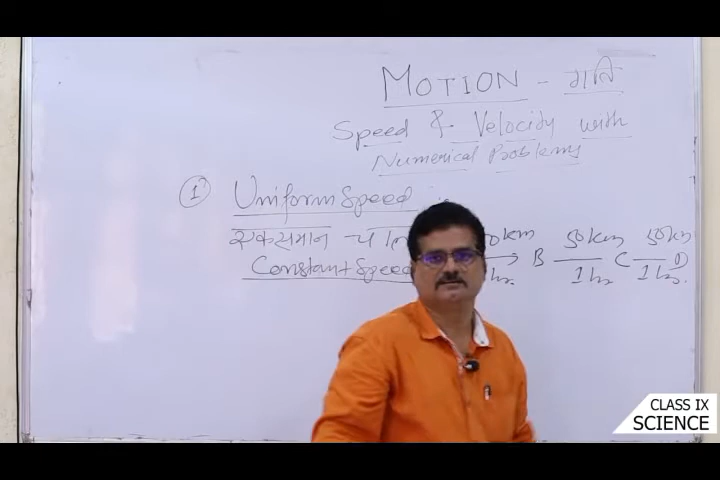 MOTION - गति
Speed & Velocity with
Numerical Problems
① Uniform Speed :
एकसमान चाल
Constant Speed
50km 50km
B 1hr C 1hr. D
CLASS IX
SCIENCE